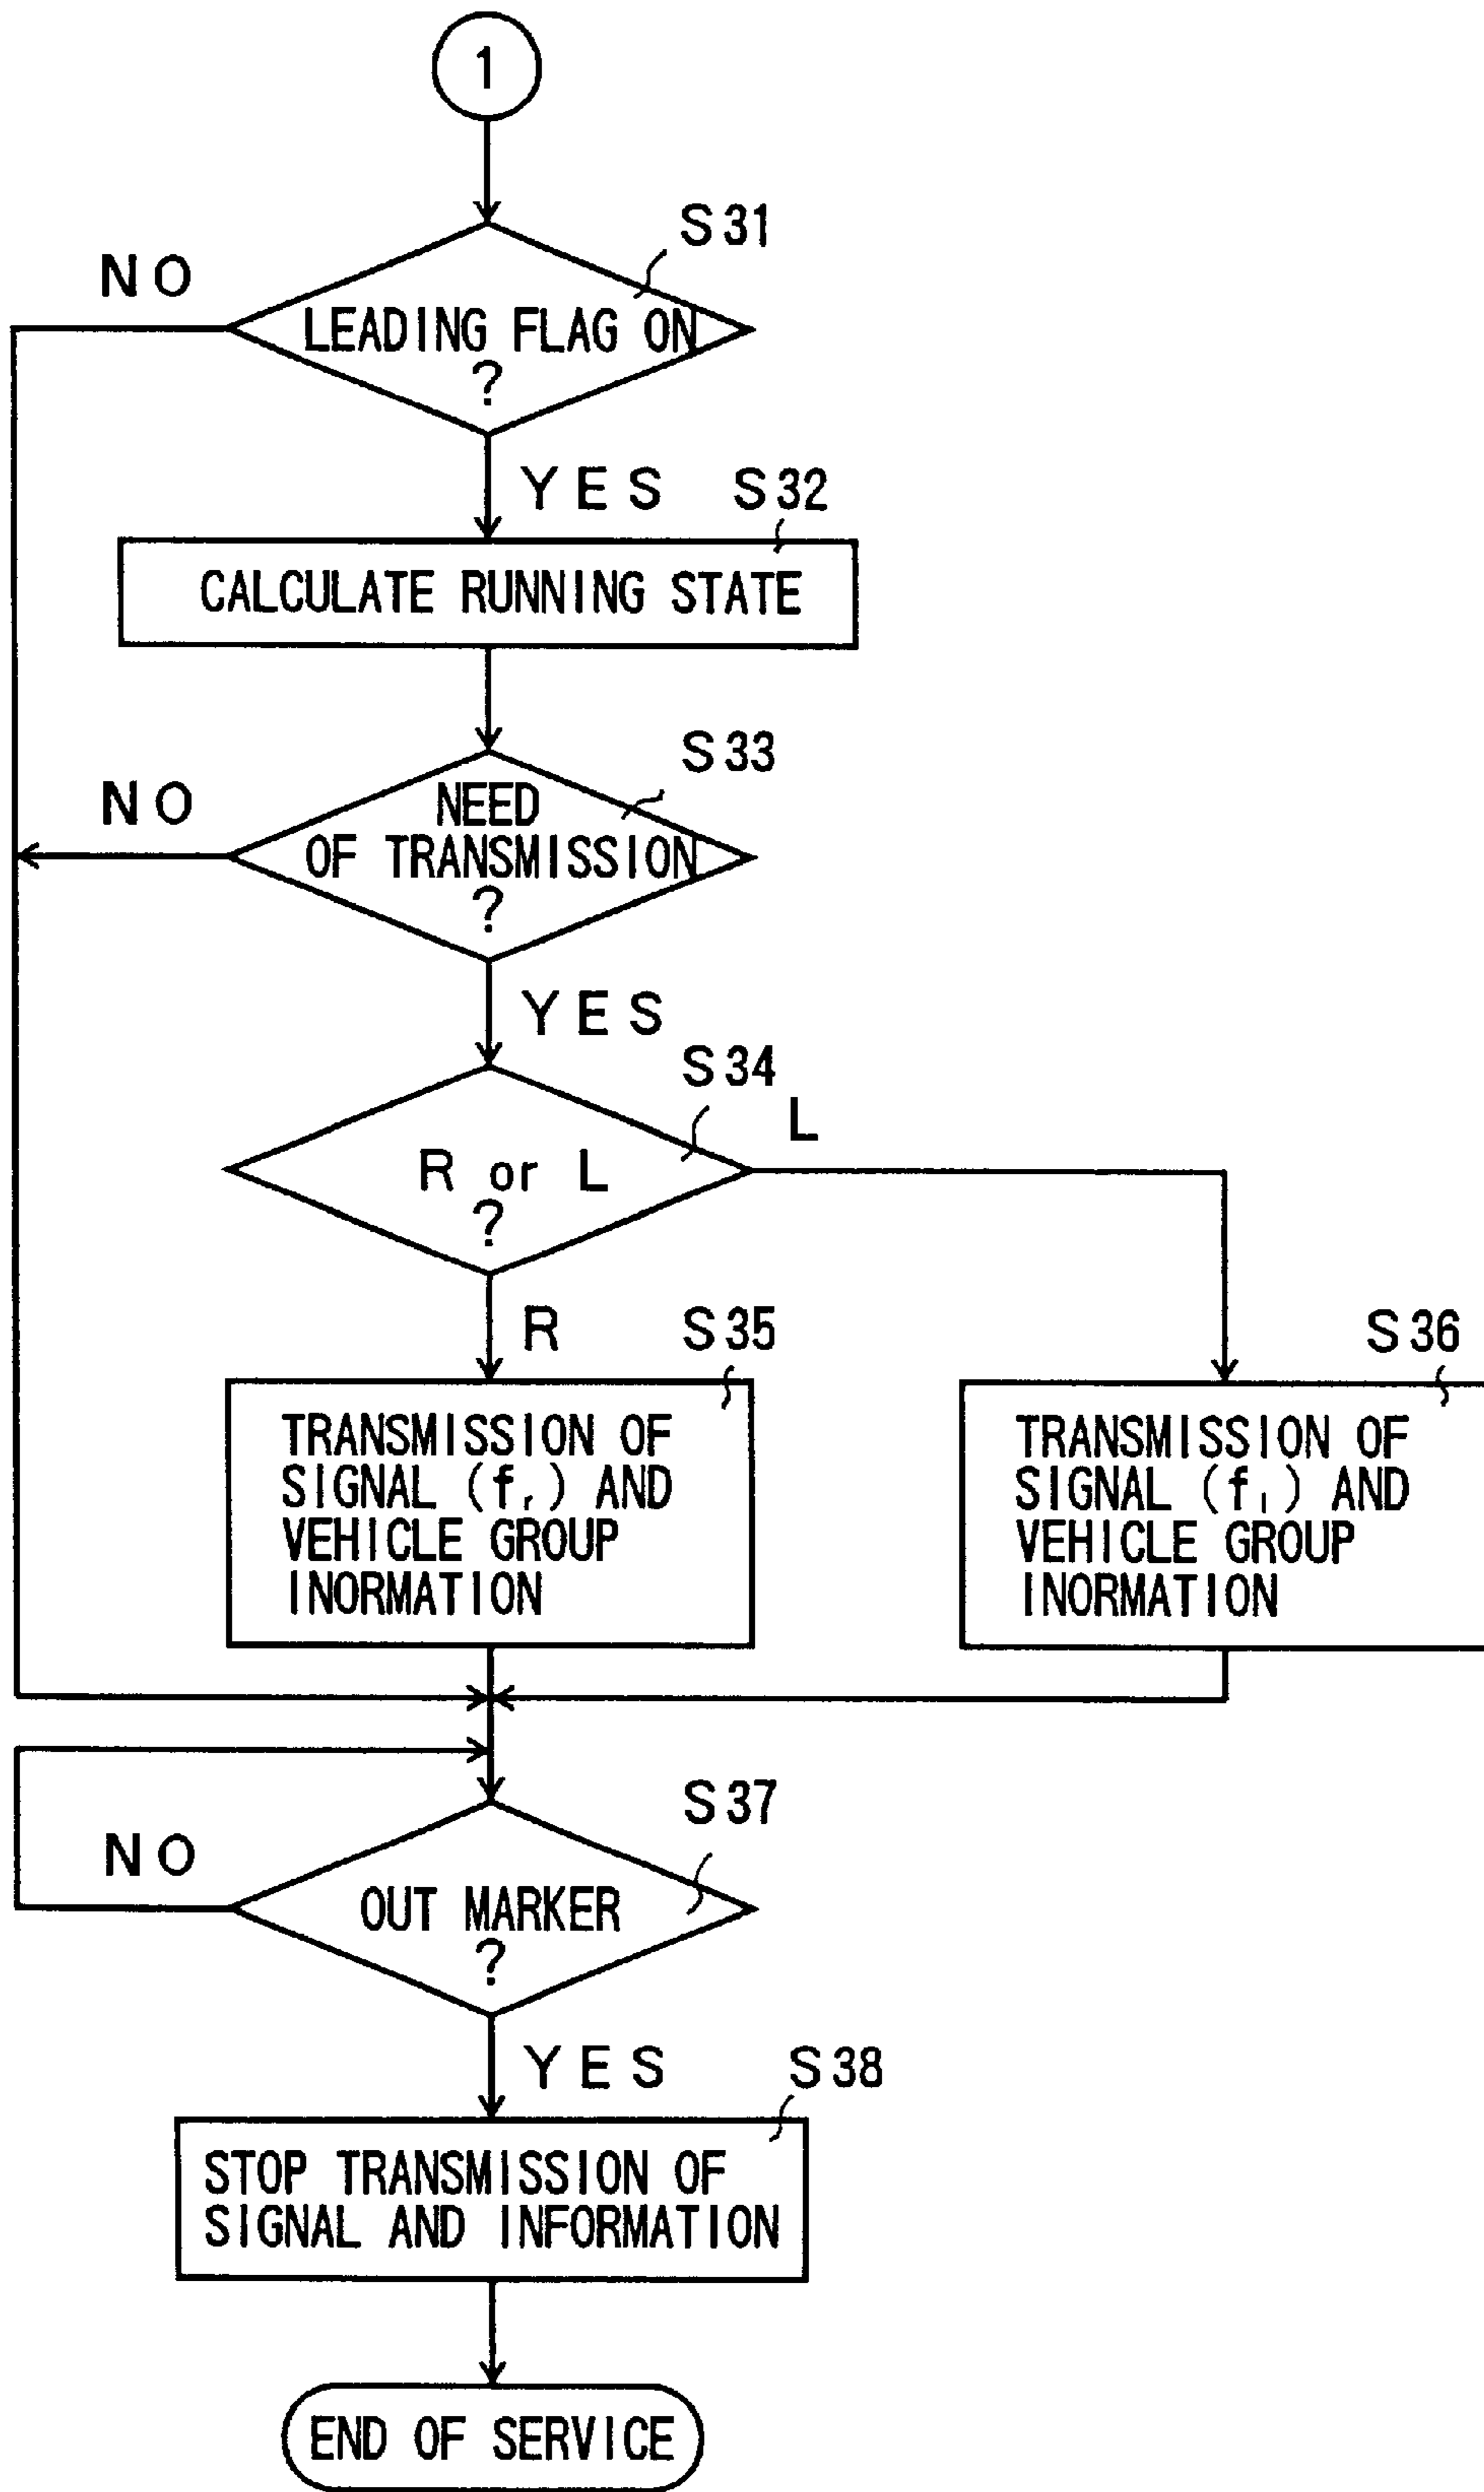 1
S31
NO
LEADING FLAG ON
?
YES
S32
CALCULATE RUNNING STATE
S33
NO
NEED
OF TRANSMISSION
?
YES
S34
L
R or L
?
R
S35
S36
TRANSMISSION OF
SIGNAL (fr) AND
VEHICLE GROUP
INORMATION
TRANSMISSION OF
SIGNAL (fl) AND
VEHICLE GROUP
INORMATION
S37
NO
OUT MARKER
?
YES
S38
STOP TRANSMISSION OF
SIGNAL AND INFORMATION
END OF SERVICE